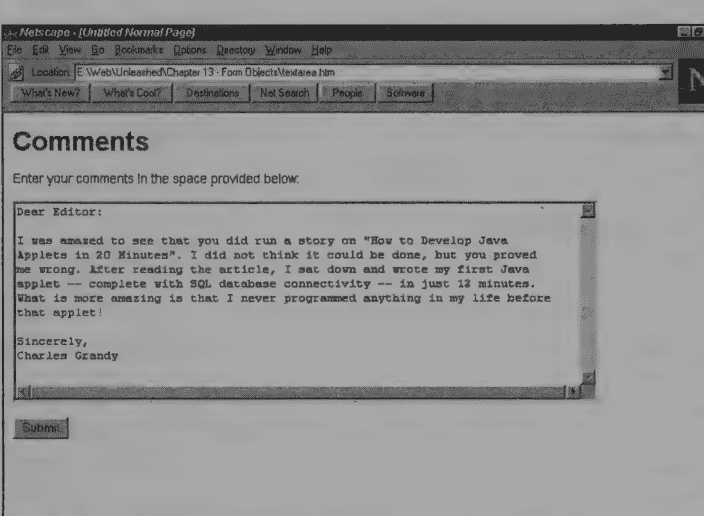 Netscape - [Untitled Normal Page]
File Edit View Go Bookmarks Options Directory Window Help
Location: E:\Web\Unleashed\Chapter 13 - Form Objects\textarea.htm
N
What's New? What's Cool? Destinations Net Search People Software
Comments
Enter your comments in the space provided below:
Dear Editor:
I was amazed to see that you did run a story on "How to Develop Java
Applets in 20 Minutes". I did not think it could be done, but you proved
me wrong. After reading the article, I sat down and wrote my first Java
applet -- complete with SQL database connectivity -- in just 12 minutes.
What is more amazing is that I never programmed anything in my life before
that applet!
Sincerely,
Charles Grandy
Submit